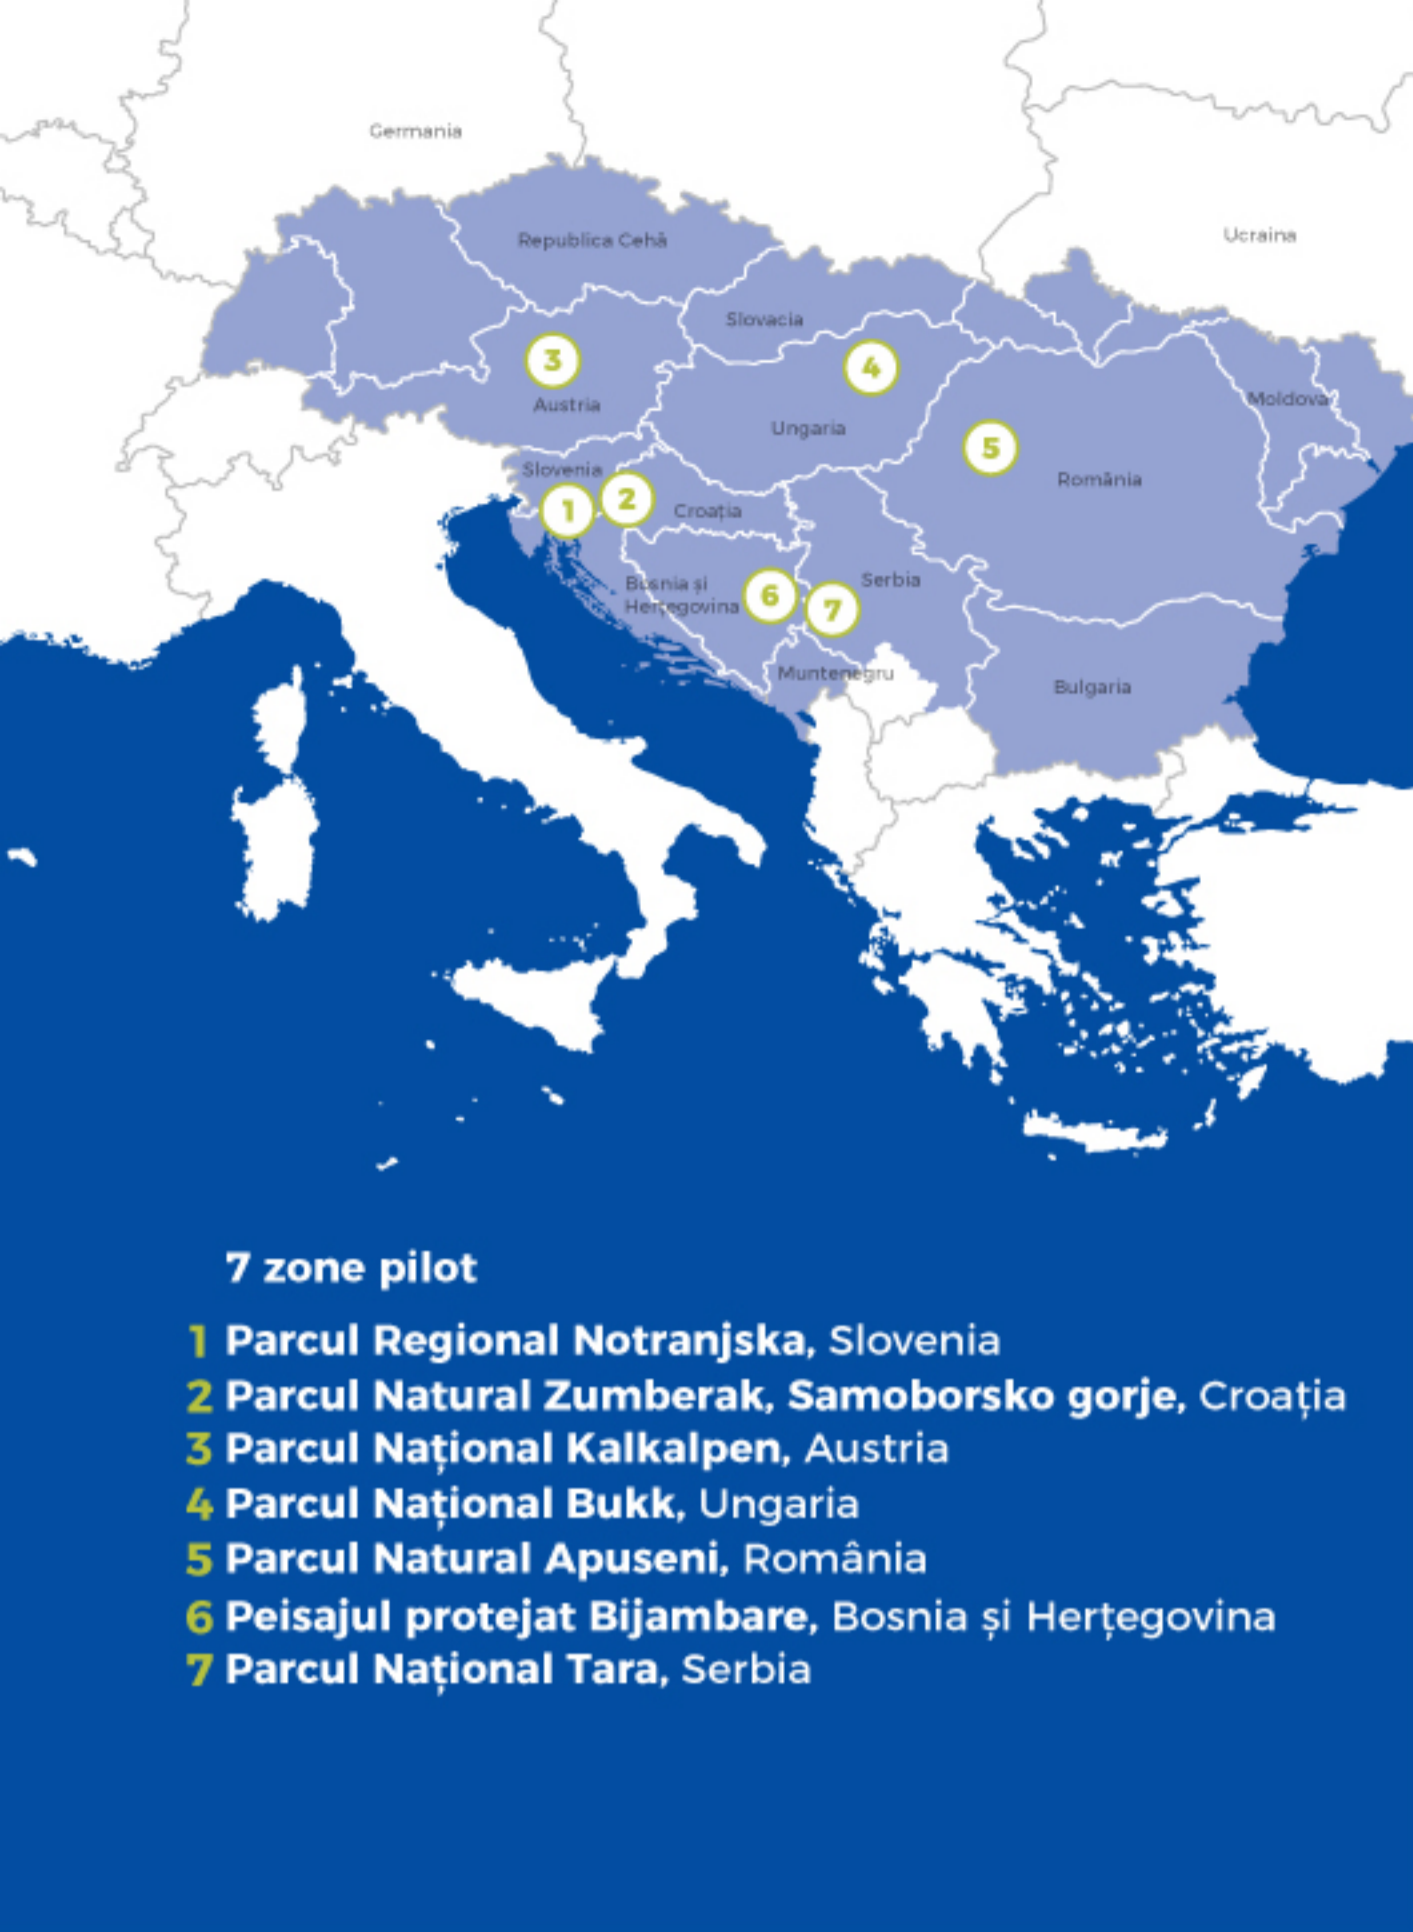 Germania
Ucraina
Republica Cehă
Slovacia
3
4
Moldova
Austria
Ungaria
5
România
Slovenia
1
2
Croația
Bosnia și
Herțegovina
6
7
Serbia
Muntenegru
Bulgaria
7 zone pilot
1 Parcul Regional Notranjska, Slovenia
2 Parcul Natural Zumberak, Samoborsko gorje, Croația
3 Parcul Național Kalkalpen, Austria
4 Parcul Național Bukk, Ungaria
5 Parcul Natural Apuseni, România
6 Peisajul protejat Bijambare, Bosnia și Herțegovina
7 Parcul Național Tara, Serbia